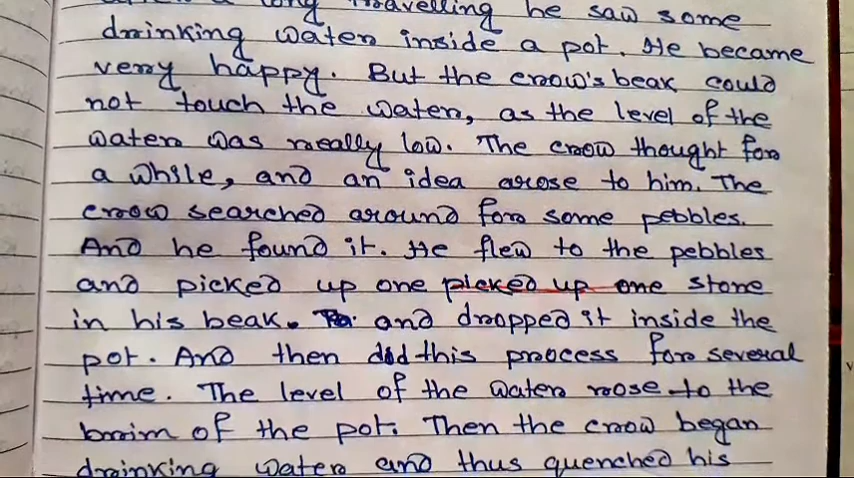 a long travelling he saw some
drinking water inside a pot. He became
very happy. But the crow's beak could
not touch the water, as the level of the
water was really low. The crow thought for
a while, and an idea arose to him. The
crow searched around for some pebbles.
And he found it. He flew to the pebbles
and picked up one picked up one stone
in his beak. and dropped it inside the
pot. And then did this process for several
time. The level of the water rose to the
brim of the pot. Then the crow began
drinking water and thus quenched his